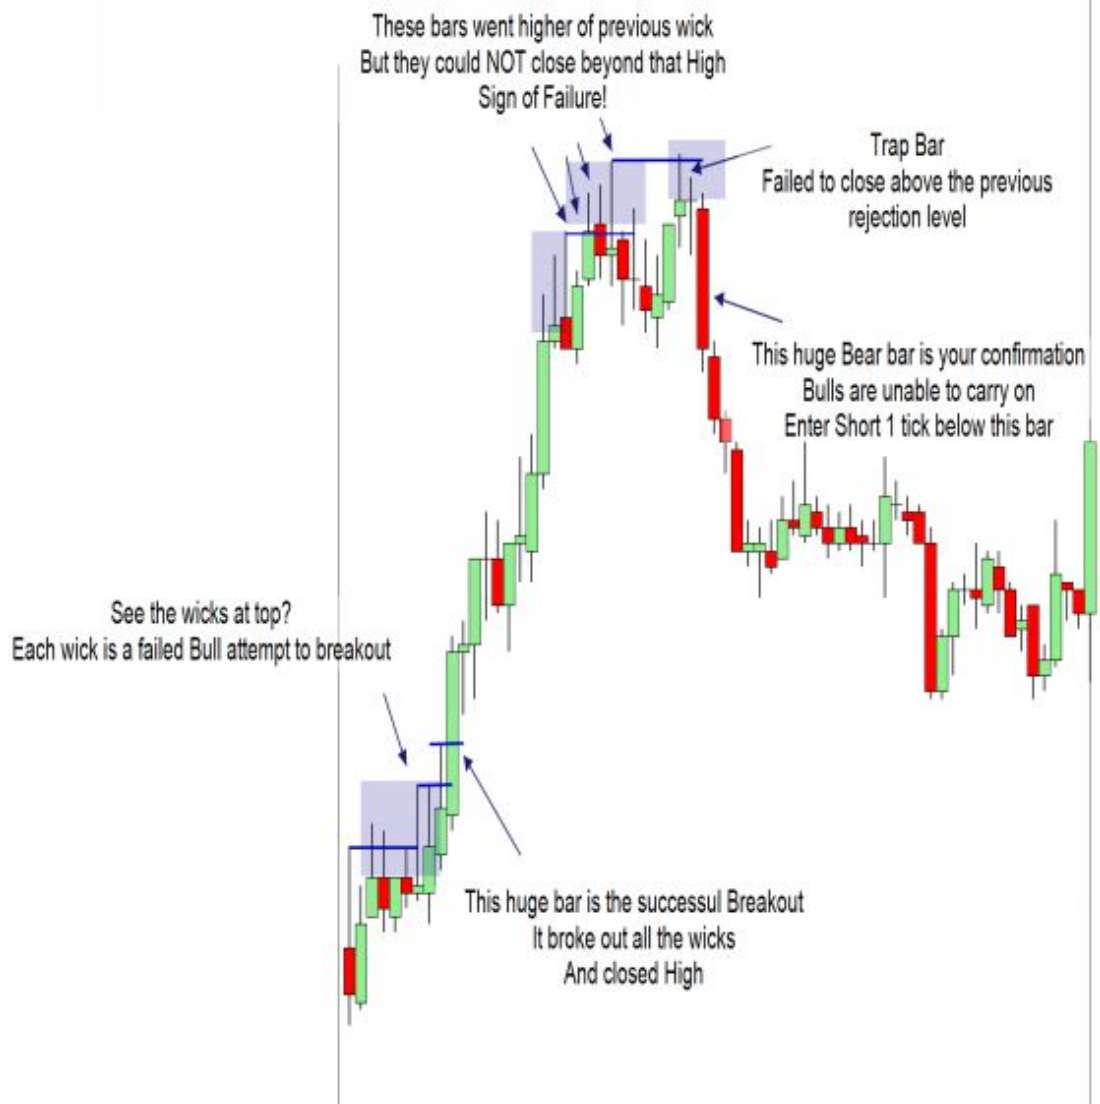 These bars went higher of previous wick
But they could NOT close beyond that High
Sign of Failure!
Trap Bar
Failed to close above the previous
rejection level
This huge Bear bar is your confirmation
Bulls are unable to carry on
Enter Short 1 tick below this bar
See the wicks at top?
Each wick is a failed Bull attempt to breakout
This huge bar is the successul Breakout
It broke out all the wicks
And closed High